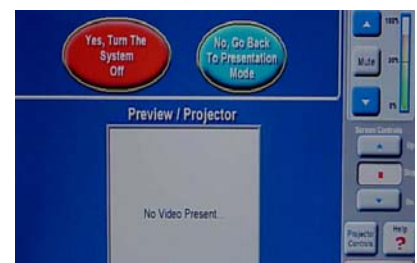 Yes, Turn The
System
Off
No, Go Back
To Presentation
Mode
100%
Mute
0%
Preview / Projector
No Video Present...
Screen Controls
Up
Projector
Controls
Help
?